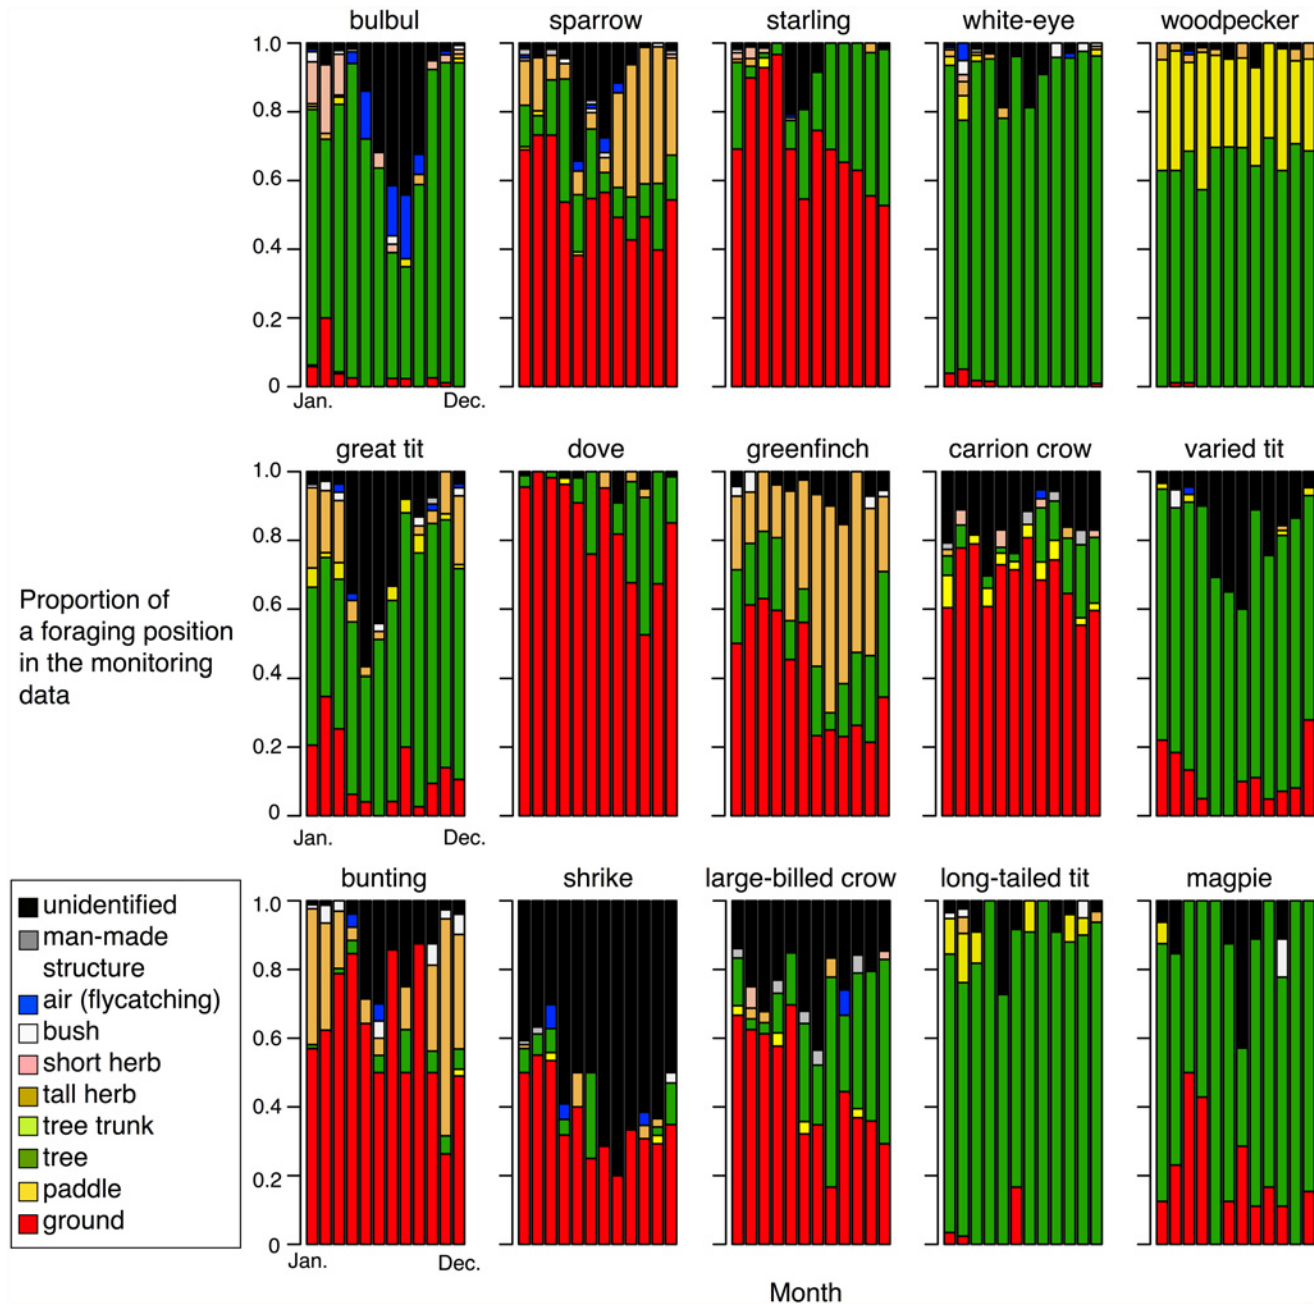 bulbul sparrow starling white-eye woodpecker
1.0
0.8
0.6
0.4
0.2
0
Jan. Dec.
great tit dove greenfinch carrion crow varied tit
1.0
0.8
0.6
0.4
0.2
0
Jan. Dec.
Proportion of
a foraging position
in the monitoring
data
bunting shrike large-billed crow long-tailed tit magpie
1.0
0.8
0.6
0.4
0.2
0
Jan. Dec.
unidentified
man-made
structure
air (flycatching)
bush
short herb
tall herb
tree trunk
tree
paddle
ground
Month